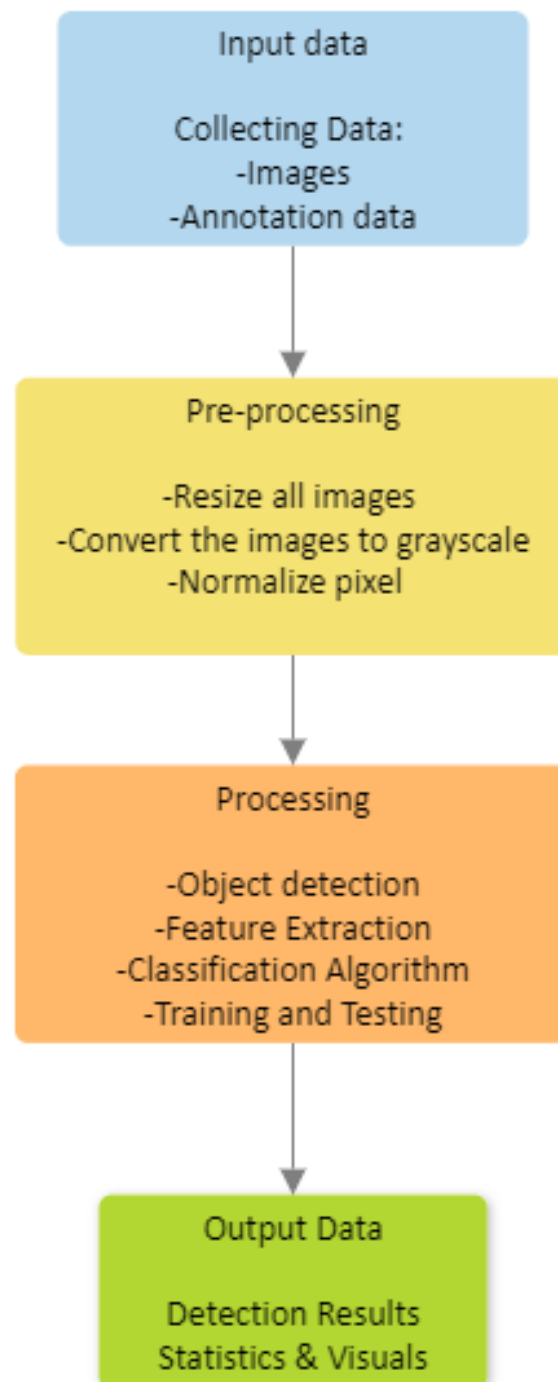 Input data
Collecting Data:
-Images
-Annotation data
Pre-processing
-Resize all images
-Convert the images to grayscale
-Normalize pixel
Processing
-Object detection
-Feature Extraction
-Classification Algorithm
-Training and Testing
Output Data
Detection Results
Statistics & Visuals